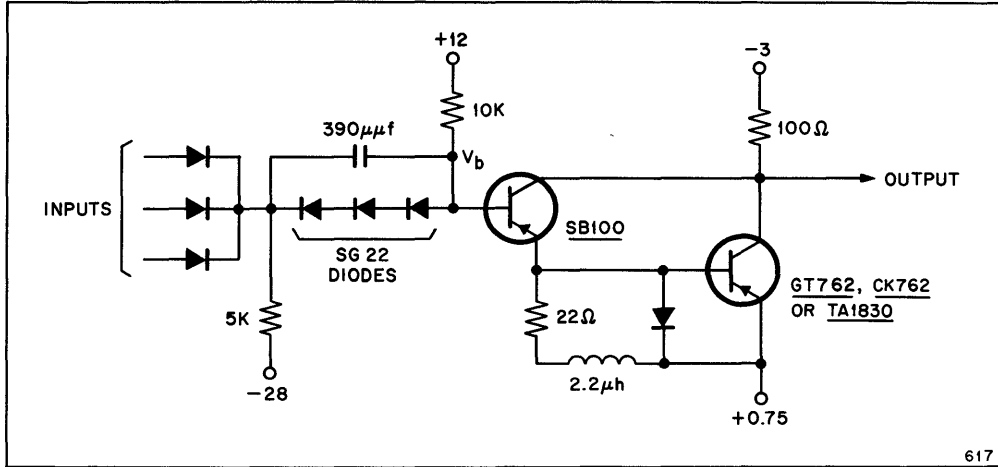 +12
-3
10K
100Ω
390μμf
Vb
OUTPUT
INPUTS
SB100
SG 22
DIODES
GT762, CK762
OR TA1830
5K
22Ω
2.2μh
-28
+0.75
617